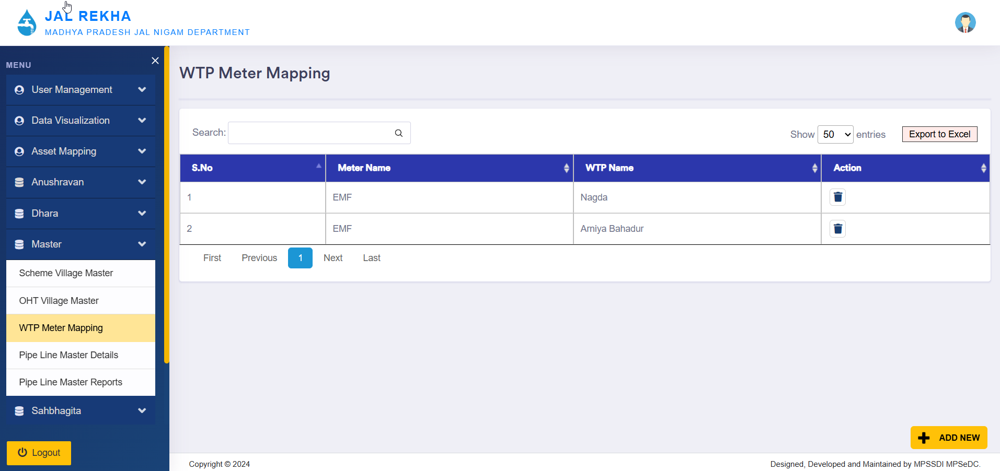 JAL REKHA
MADHYA PRADESH JAL NIGAM DEPARTMENT
MENU
User Management
Data Visualization
Asset Mapping
Anushravan
Dhara
Master
Scheme Village Master
OHT Village Master
WTP Meter Mapping
Pipe Line Master Details
Pipe Line Master Reports
Sahbhagita
Logout
WTP Meter Mapping
Search:
Show 50 entries Export to Excel
S.No Meter Name WTP Name Action
1 EMF Nagda
2 EMF Arniya Bahadur
First Previous 1 Next Last
ADD NEW
Copyright © 2024 Designed, Developed and Maintained by MPSSDI MPSeDC.